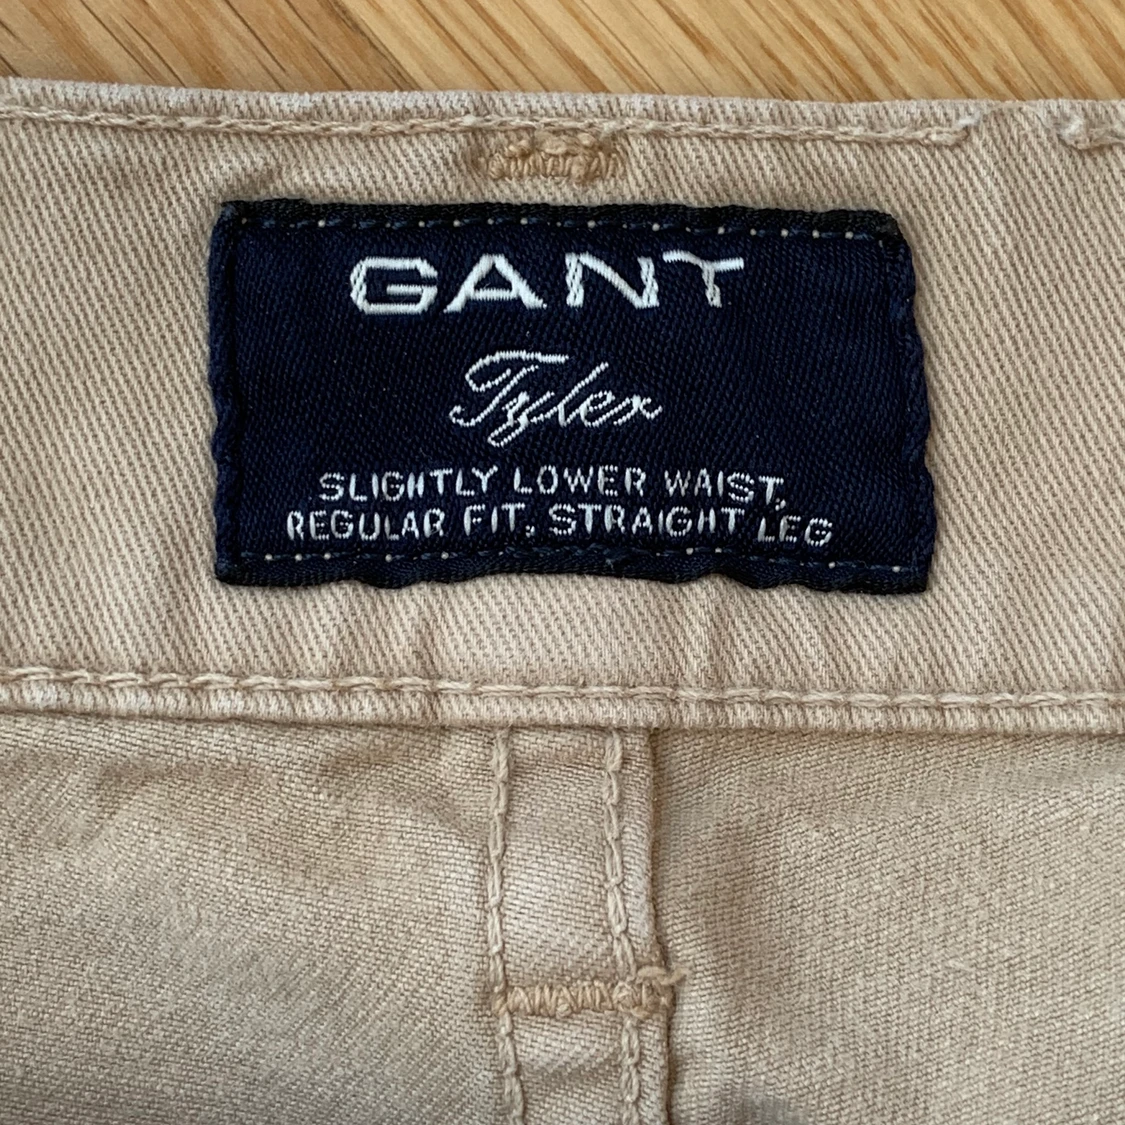 GANT
Tyler
SLIGHTLY LOWER WAIST,
REGULAR FIT, STRAIGHT LEG